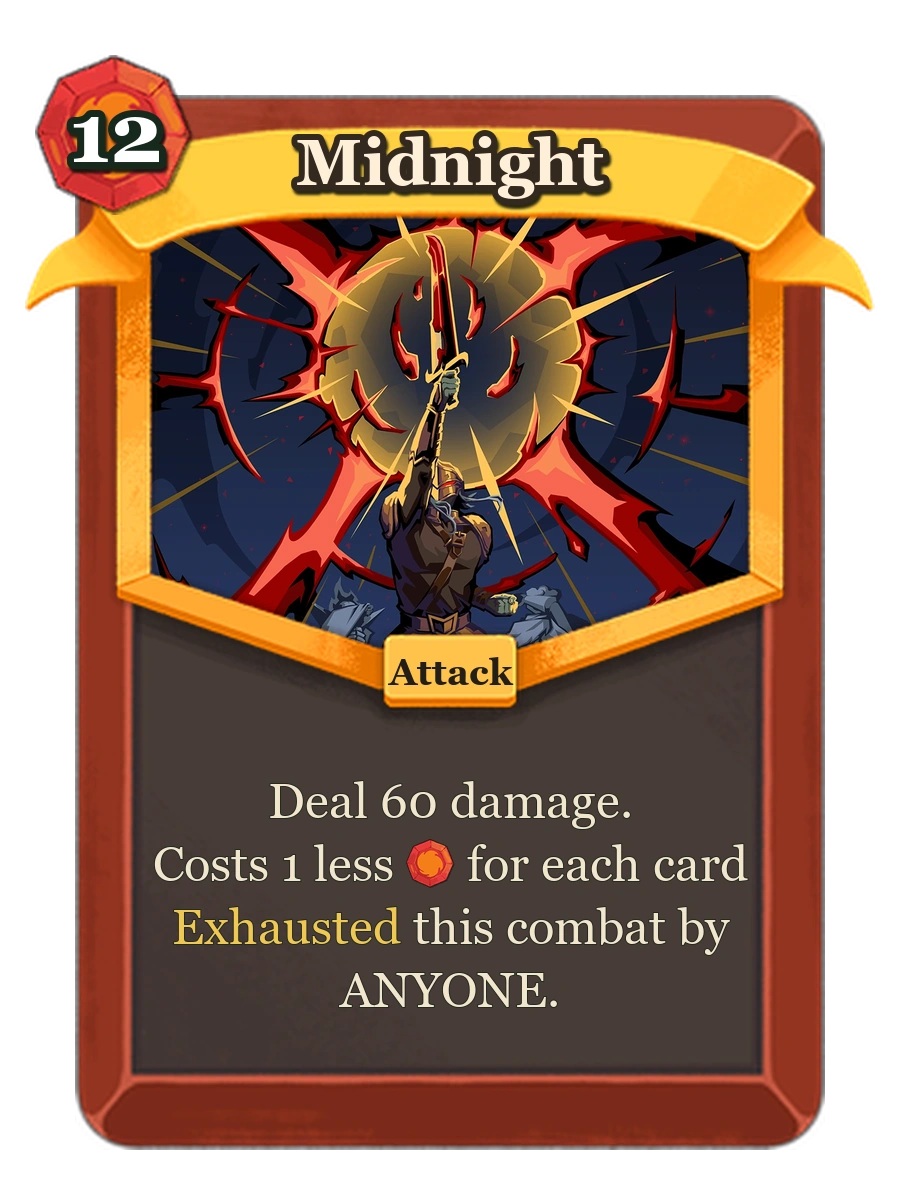 12
Midnight
Attack
Deal 60 damage.
Costs 1 less for each card
Exhausted this combat by
ANYONE.